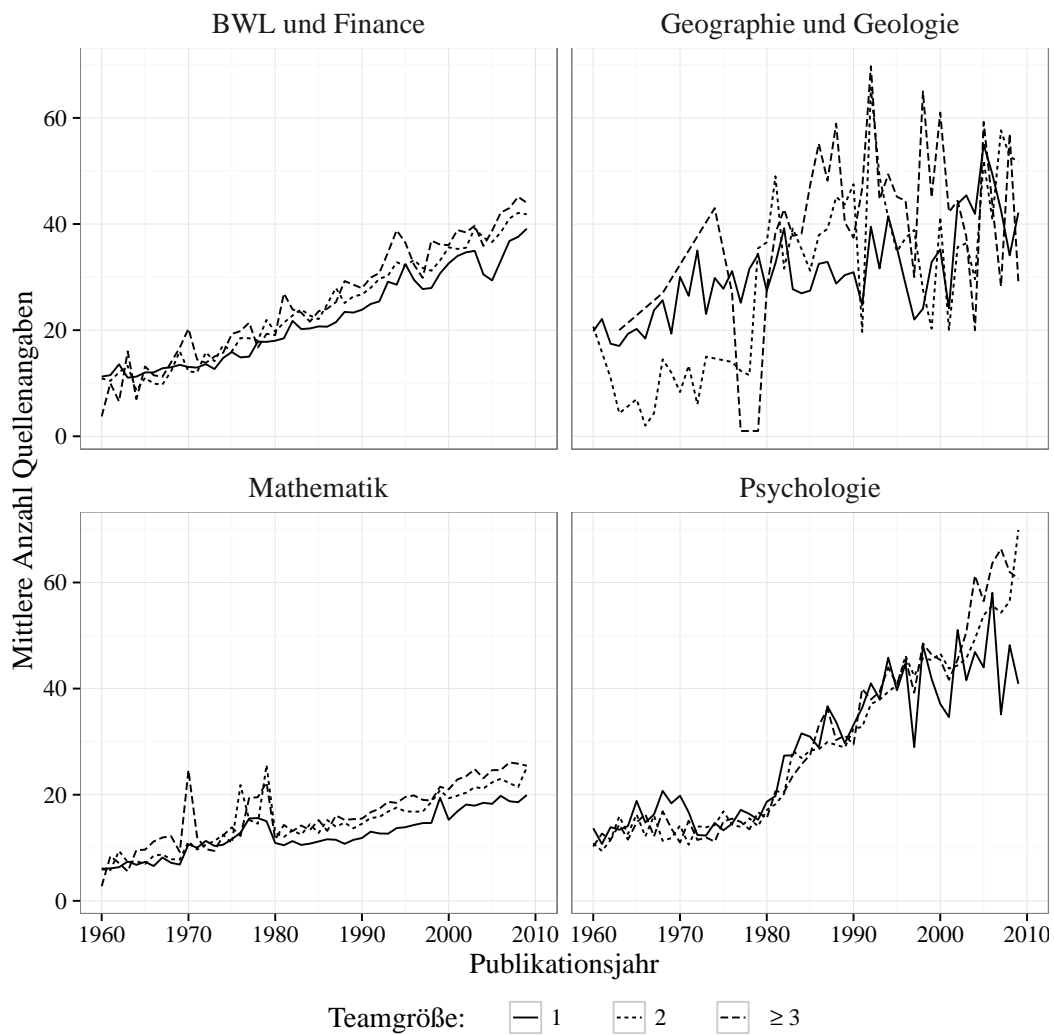 BWL und Finance
Geographie und Geologie
60
40
20
0
Mathematik
Psychologie
60
40
20
0
1960 1970 1980 1990 2000 2010
1960 1970 1980 1990 2000 2010
Mittlere Anzahl Quellenangaben
Publikationsjahr
Teamgröße: 1 2 ≥ 3